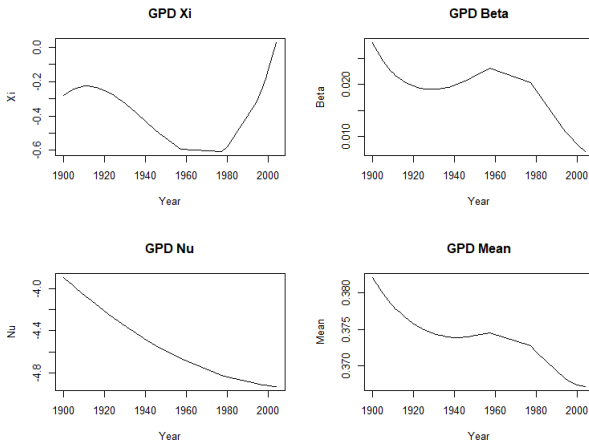 GPD Xi
Xi
0.0
-0.2
-0.4
-0.6
1900 1920 1940 1960 1980 2000
Year
GPD Beta
Beta
0.020
0.010
1900 1920 1940 1960 1980 2000
Year
GPD Nu
Nu
-4.0
-4.4
-4.8
1900 1920 1940 1960 1980 2000
Year
GPD Mean
Mean
0.380
0.375
0.370
1900 1920 1940 1960 1980 2000
Year